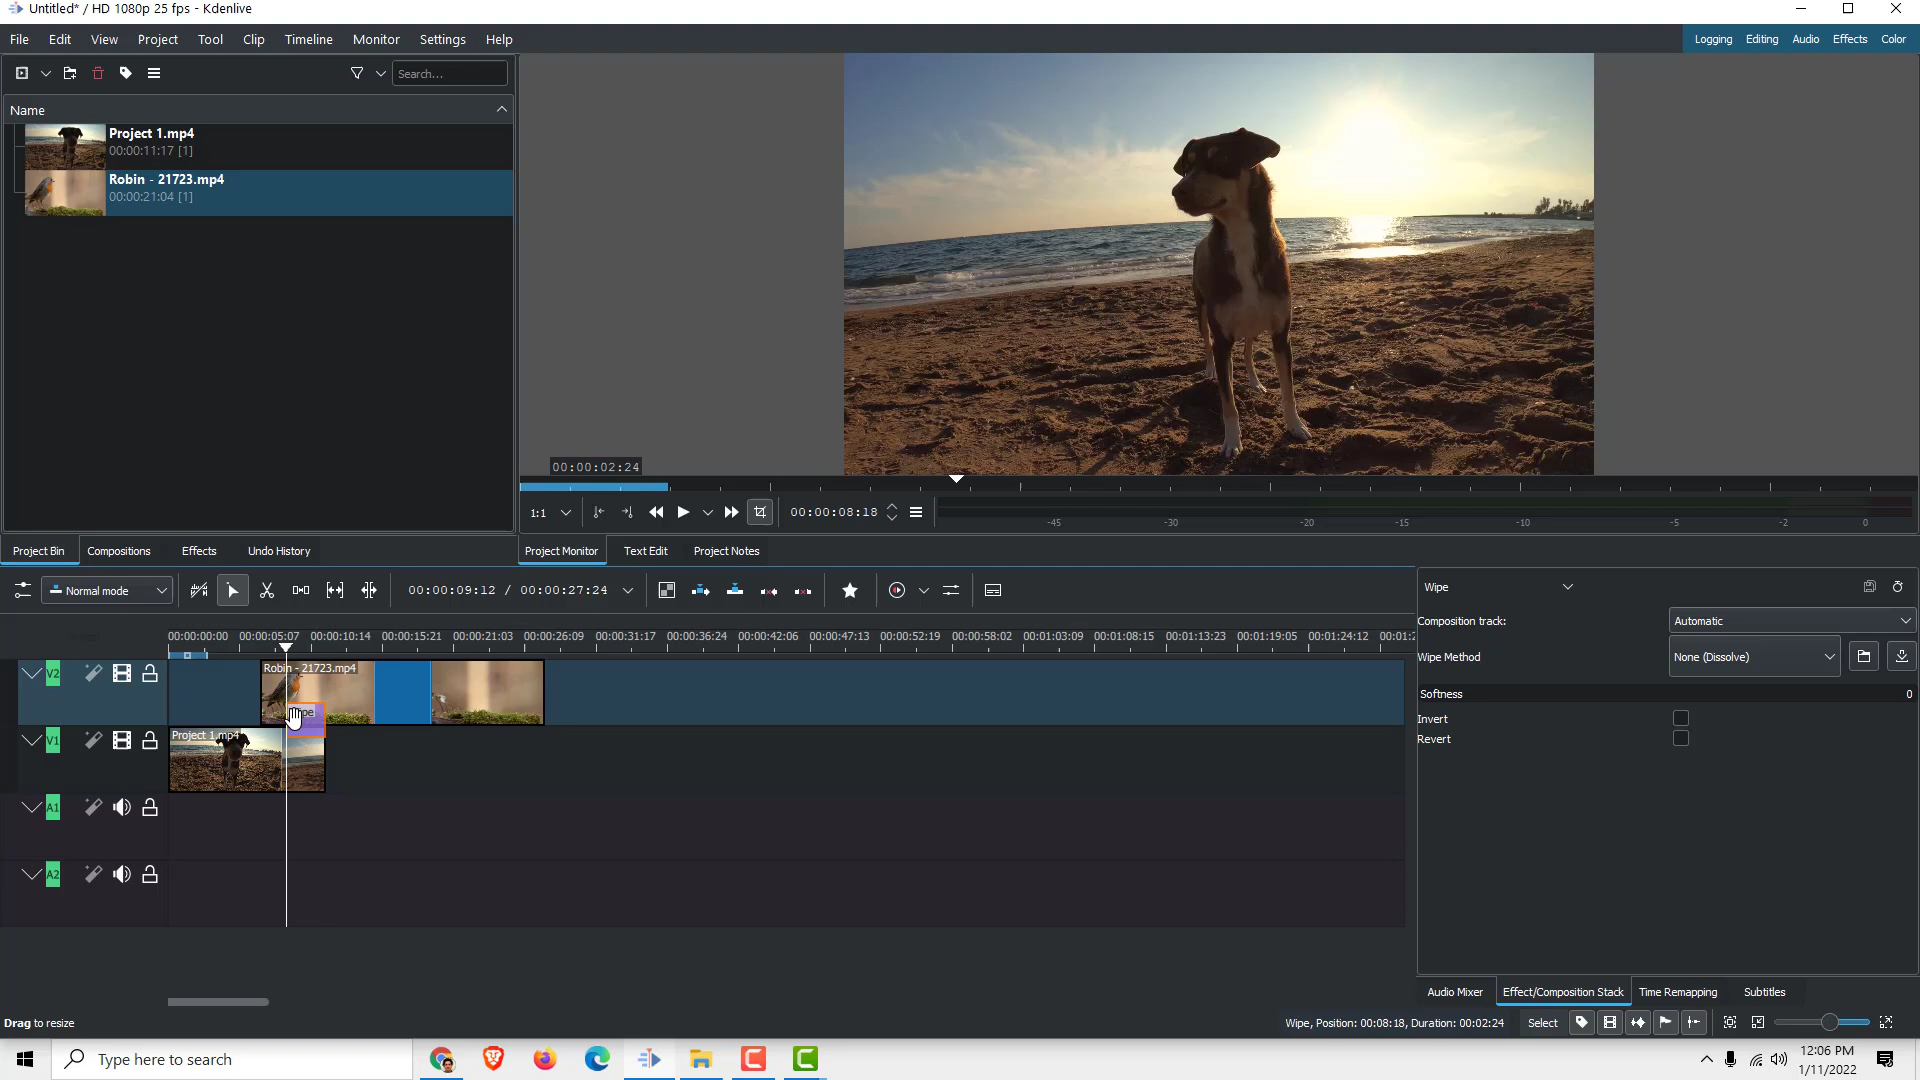 Untitled* / HD 1080p 25 fps - Kdenlive
File Edit View Project Tool Clip Timeline Monitor Settings Help
Logging Editing Audio Effects Color
Search...
Name
Project 1.mp4
00:00:11:17 [1]
Robin - 21723.mp4
00:00:21:04 [1]
00:00:02:24
1:1
00:00:08:18
-45 -30 -20 -15 -10 -5 -2 0
Project Bin Compositions Effects Undo History
Project Monitor Text Edit Project Notes
Normal mode
00:00:09:12 / 00:00:27:24
00:00:00:00 00:00:05:07 00:00:10:14 00:00:15:21 00:00:21:03 00:00:26:09 00:00:31:17 00:00:36:24 00:00:42:06 00:00:47:13 00:00:52:19 00:00:58:02 00:01:03:09 00:01:08:15 00:01:13:23 00:01:19:05 00:01:24:12 00:01:2
V2
Robin - 21723.mp4
V1
Project 1.mp4
A1
A2
Wipe
Composition track: Automatic
Wipe Method None (Dissolve)
Softness 0
Invert
Revert
Audio Mixer Effect/Composition Stack Time Remapping Subtitles
Drag to resize
Wipe, Position: 00:08:18, Duration: 00:02:24
Select
Type here to search
12:06 PM
1/11/2022